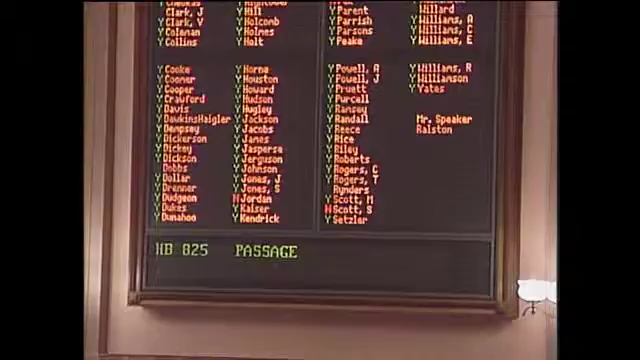 Clark, J Hill Parent Willard
Y Clark, V Y Holcomb Y Parrish Y Williams, A
Y Coleman Y Holmes Y Parsons Y Williams, C
Y Collins Y Holt Y Peake Y Williams, E
Y Cooke Y Horne Y Powell, A Y Williams, R
Y Coomer Y Houston Y Powell, J Y Williamson
Y Cooper Y Howard Y Pruett Y Yates
Y Crawford Y Hudson Y Purcell
Y Davis Y Hugley Y Ramsey
Y DawkinsHaigler Y Jackson Y Randall Mr. Speaker
Y Dempsey Y Jacobs Y Reece Ralston
Y Dickerson Y James Y Rice
Y Dickey Y Jasperse Y Riley
Y Dickson Y Jerguson Y Roberts
Dobbs Y Johnson Y Rogers, C
Y Dollar Y Jones, J Y Rogers, T
Y Drenner Y Jones, S Rynders
Y Dudgeon N Jordan Y Scott, M
Y Dukes Y Kaiser N Scott, S
Y Dunahoo Y Kendrick Y Setzler
HB 825 PASSAGE